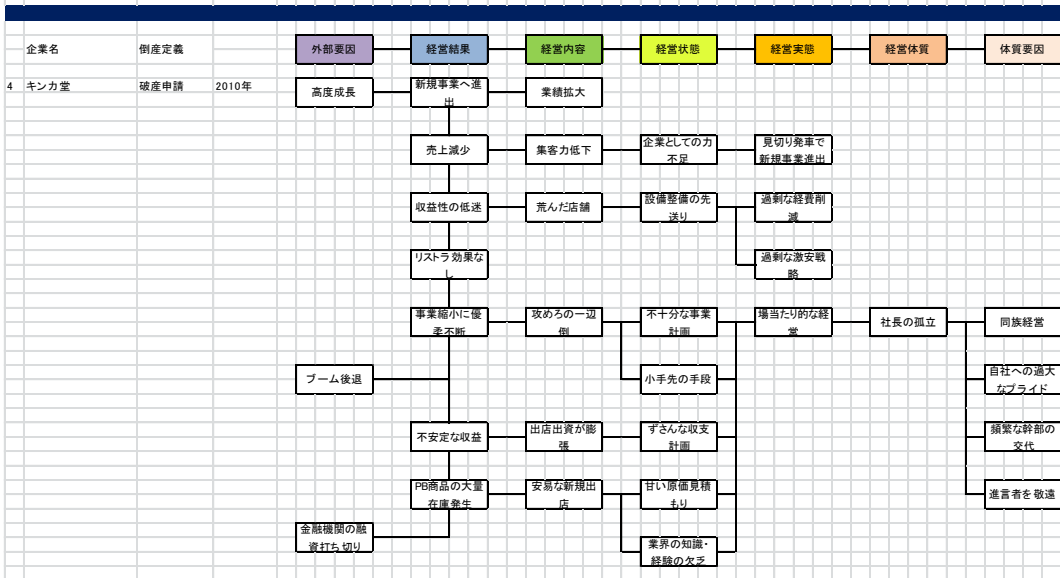 企業名
倒産定義
外部要因
経営結果
経営内容
経営状態
経営実態
経営体質
体質要因
4
キンカ堂
破産申請
2010年
高度成長
新規事業へ進
出
業績拡大
売上減少
集客力低下
企業としての力
不足
見切り発車で
新規事業進出
収益性の低迷
荒んだ店舗
設備整備の先
送り
過剰な経費削
減
リストラ効果な
し
過剰な激安戦
略
事業縮小に優
柔不断
攻めろの一辺
倒
不十分な事業
計画
場当たり的な経
営
社長の孤立
同族経営
ブーム後退
小手先の手段
自社への過大
なプライド
不安定な収益
出店出資が膨
張
ずさんな収支
計画
頻繁な幹部の
交代
PB商品の大量
在庫発生
安易な新規出
店
甘い原価見積
もり
進言者を敬遠
金融機関の融
資打ち切り
業界の知識・
経験の欠乏